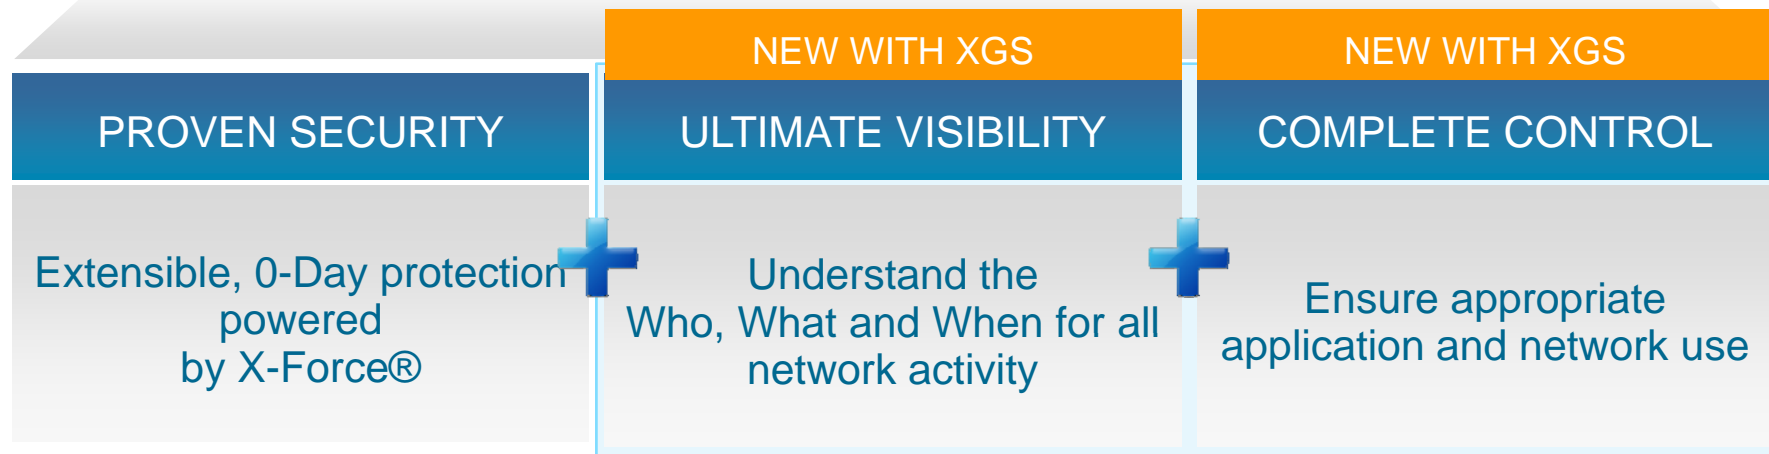 NEW WITH XGS
NEW WITH XGS
PROVEN SECURITY
ULTIMATE VISIBILITY
COMPLETE CONTROL
Extensible, 0-Day protection
powered
by X-Force®
Understand the
Who, What and When for all
network activity
Ensure appropriate
application and network use